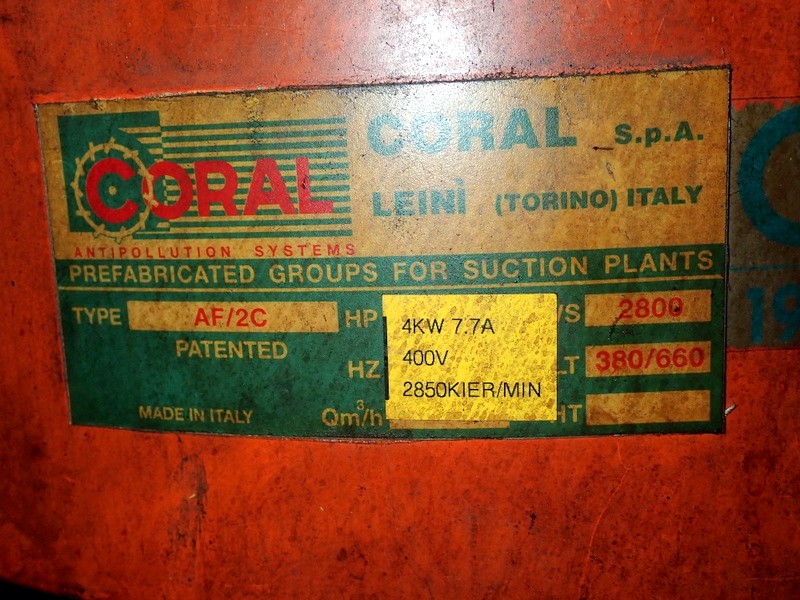 CORAL
ANTIPOLLUTION SYSTEMS
CORAL S.p.A.
LEINÌ (TORINO) ITALY
PREFABRICATED GROUPS FOR SUCTION PLANTS
TYPE AF/2C HP /S 2800
PATENTED
4KW 7.7A
400V
2850KIER/MIN
HZ LT 380/660
MADE IN ITALY Qm³/h HT
19